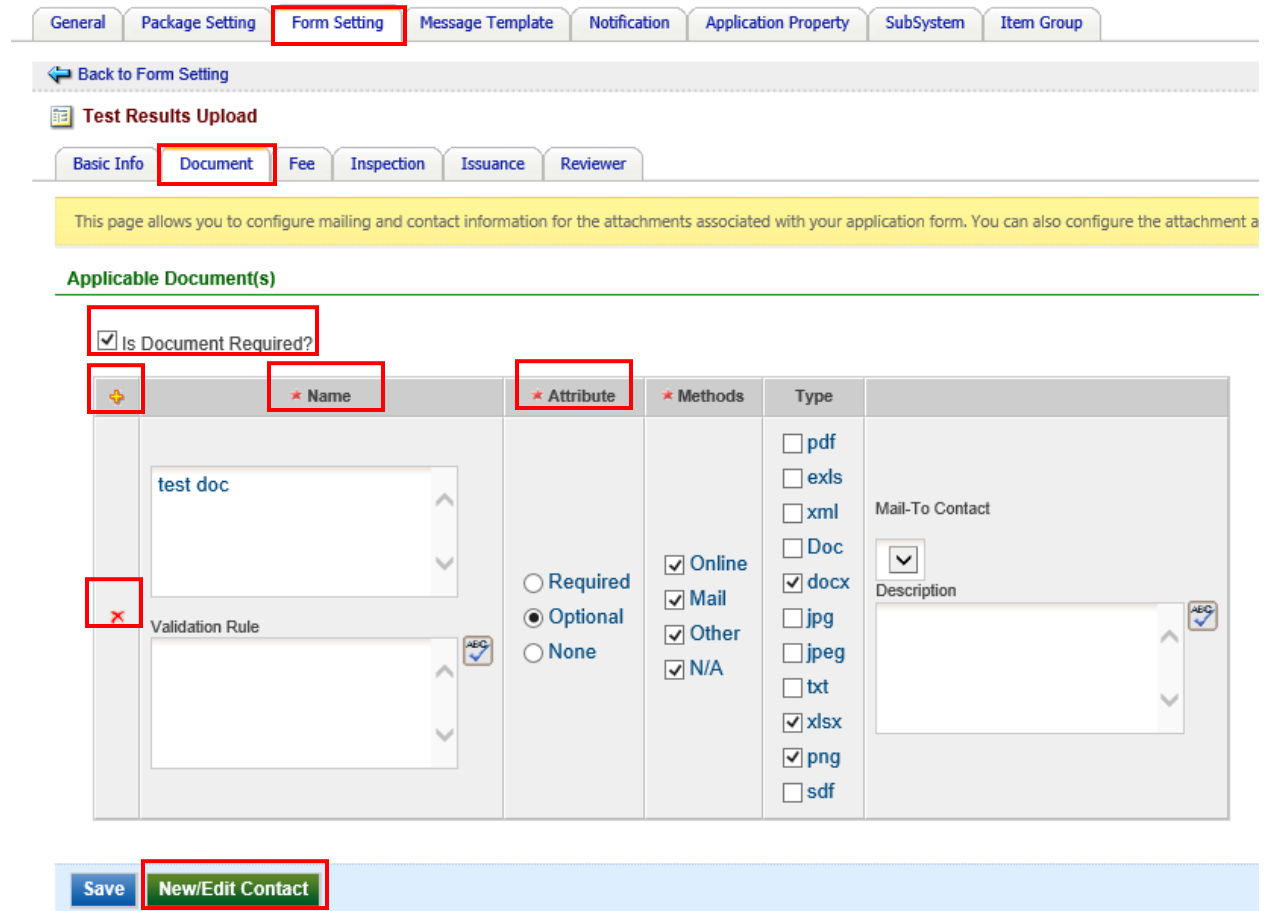 General Package Setting Form Setting Message Template Notification Application Property SubSystem Item Group
Back to Form Setting
Test Results Upload
Basic Info Document Fee Inspection Issuance Reviewer
This page allows you to configure mailing and contact information for the attachments associated with your application form. You can also configure the attachment a
Applicable Document(s)
Is Document Required?
* Name * Attribute * Methods Type
test doc
Validation Rule
ABC
Required
Optional
None
Online
Mail
Other
N/A
pdf
exls
xml
Doc
docx
jpg
jpeg
txt
xlsx
png
sdf
Mail-To Contact
Description
ABC
Save New/Edit Contact